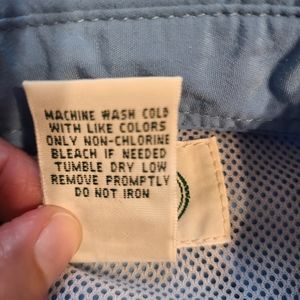 MACHINE WASH COLD
WITH LIKE COLORS
ONLY NON-CHLORINE
BLEACH IF NEEDED
TUMBLE DRY LOW
REMOVE PROMPTLY
DO NOT IRON